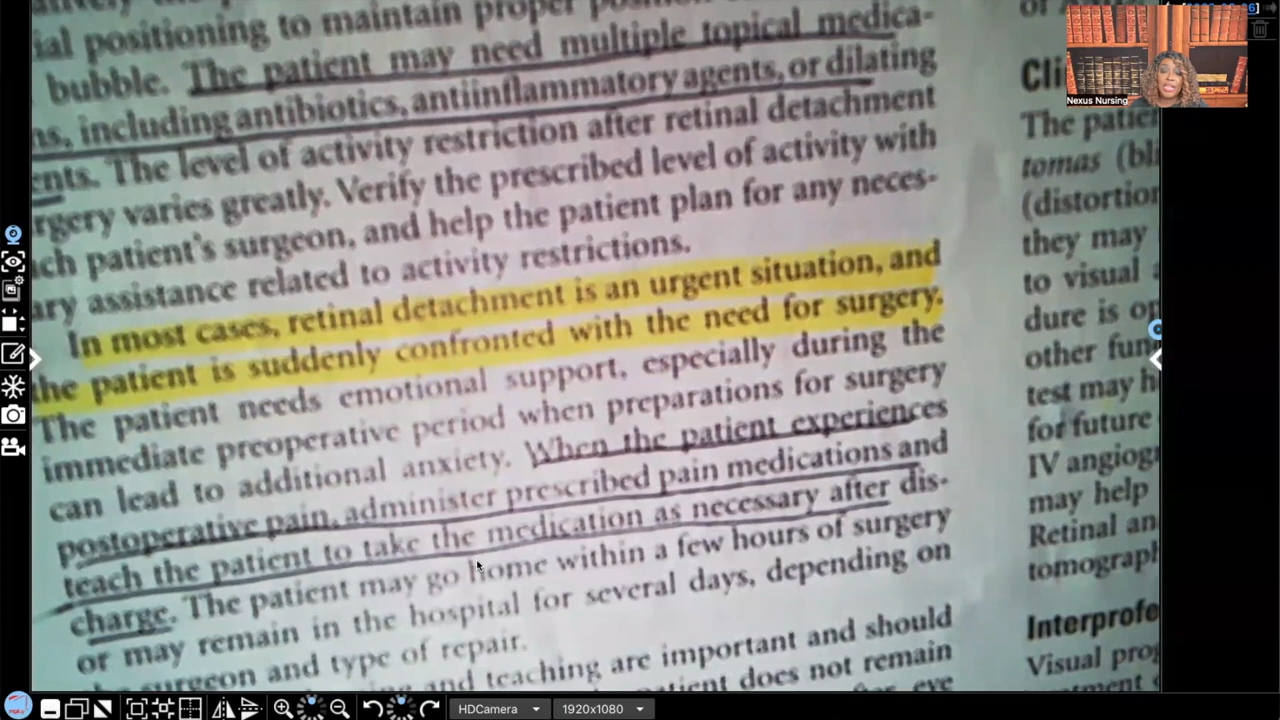 ial positioning to maintain proper
bubble. The patient may need multiple topical medica-
ns, including antibiotics, antiinflammatory agents, or dilating
ents. The level of activity restriction after retinal detachment
rgery varies greatly. Verify the prescribed level of activity with
ch patient's surgeon, and help the patient plan for any neces-
ary assistance related to activity restrictions.
In most cases, retinal detachment is an urgent situation, and
the patient is suddenly confronted with the need for surgery.
The patient needs emotional support, especially during the
immediate preoperative period when preparations for surgery
can lead to additional anxiety. When the patient experiences
postoperative pain, administer prescribed pain medications and
teach the patient to take the medication as necessary after dis-
charge. The patient may go home within a few hours of surgery
or may remain in the hospital for several days, depending on
surgeon and type of repair.
and teaching are important and should
tient does not remain
eye
Cli
The patie
tomas (bl
(distortion
they may
to visual
dure is op
other fun
test may h
for future
IV angiog
may help
Retinal an
tomograph
Interprofe
Visual pro
Nexus Nursing
HDCamera
1920x1080